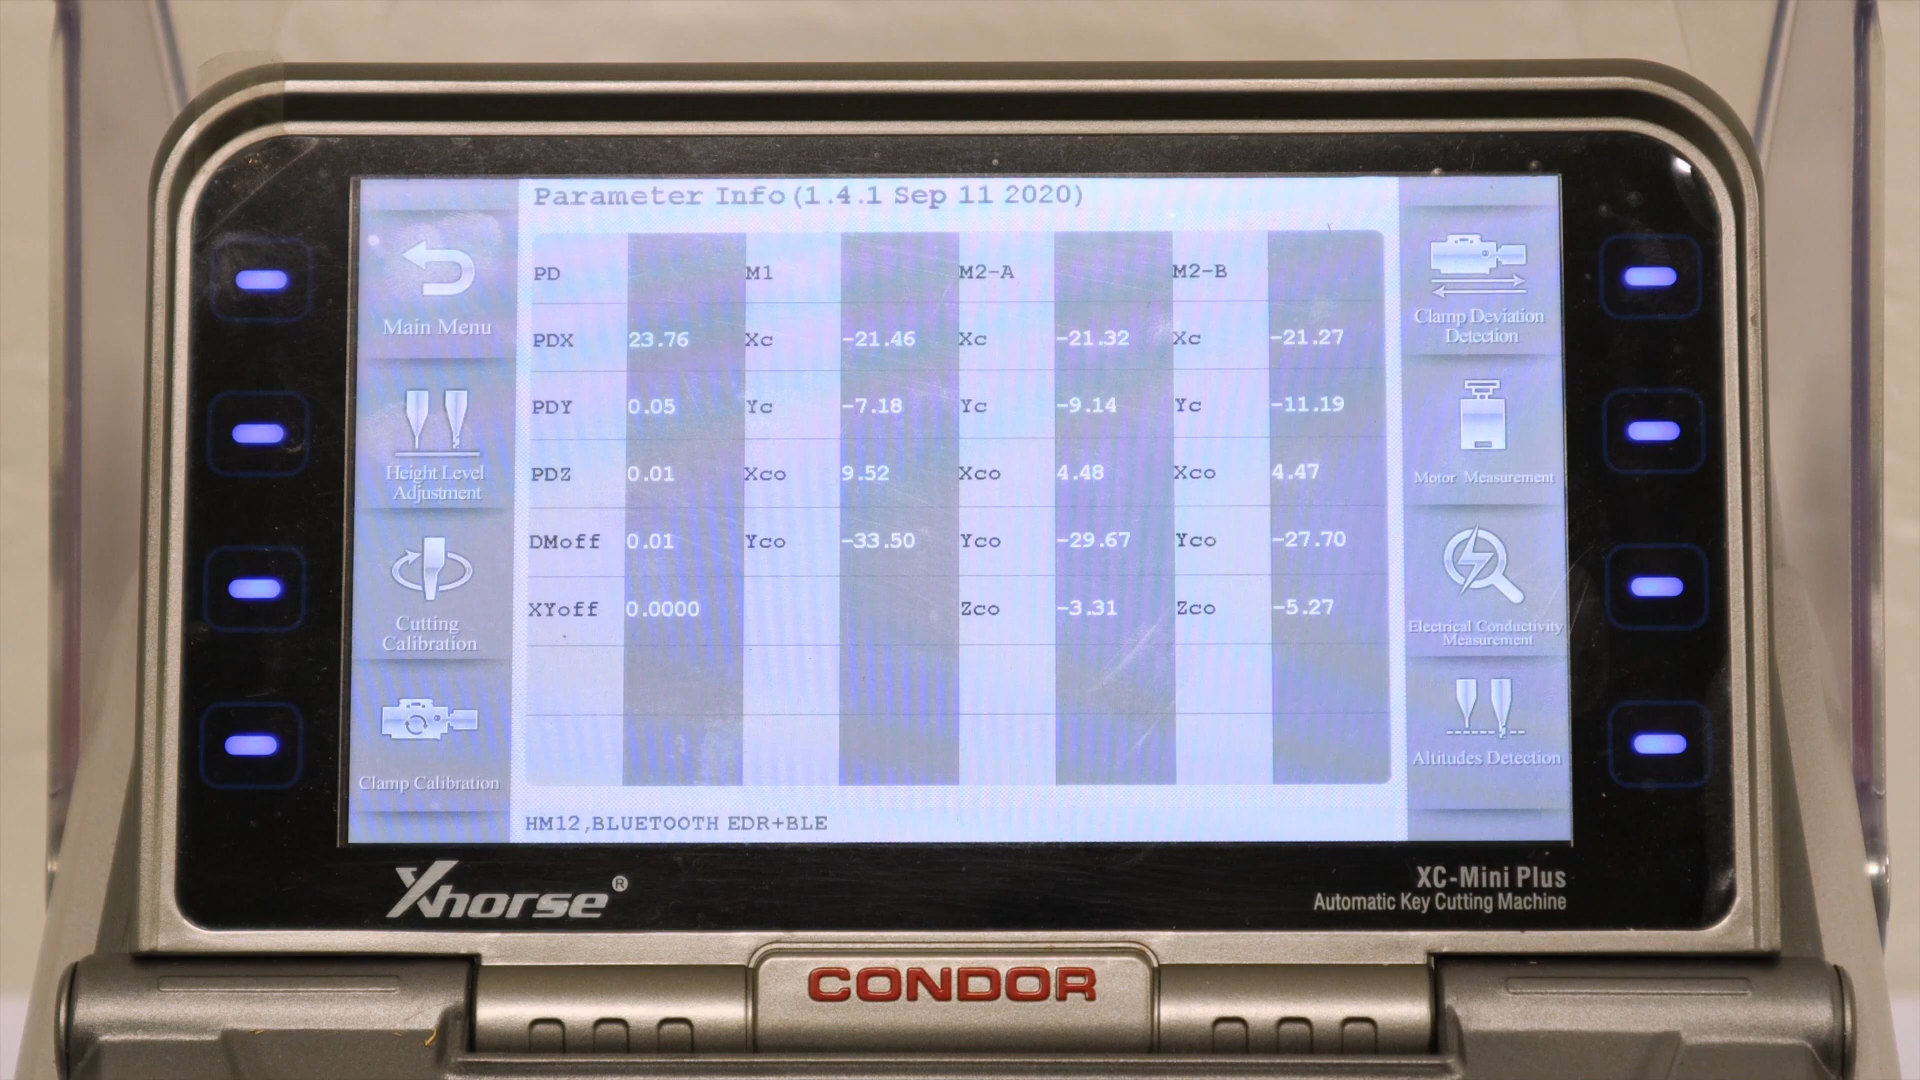 Parameter Info(1.4.1 Sep 11 2020)
Main Menu
Height Level
Adjustment
Cutting
Calibration
Clamp Calibration
PD M1 M2-A M2-B
PDX 23.76 Xc -21.46 Xc -21.32 Xc -21.27
PDY 0.05 Yc -7.18 Yc -9.14 Yc -11.19
PDZ 0.01 Xco 9.52 Xco 4.48 Xco 4.47
DMoff 0.01 Yco -33.50 Yco -29.67 Yco -27.70
XYoff 0.0000 Zco -3.31 Zco -5.27
Clamp Deviation
Detection
Motor Measurement
Electrical Conductivity
Measurement
Altitudes Detection
HM12,BLUETOOTH EDR+BLE
Xhorse®
XC-Mini Plus
Automatic Key Cutting Machine
CONDOR